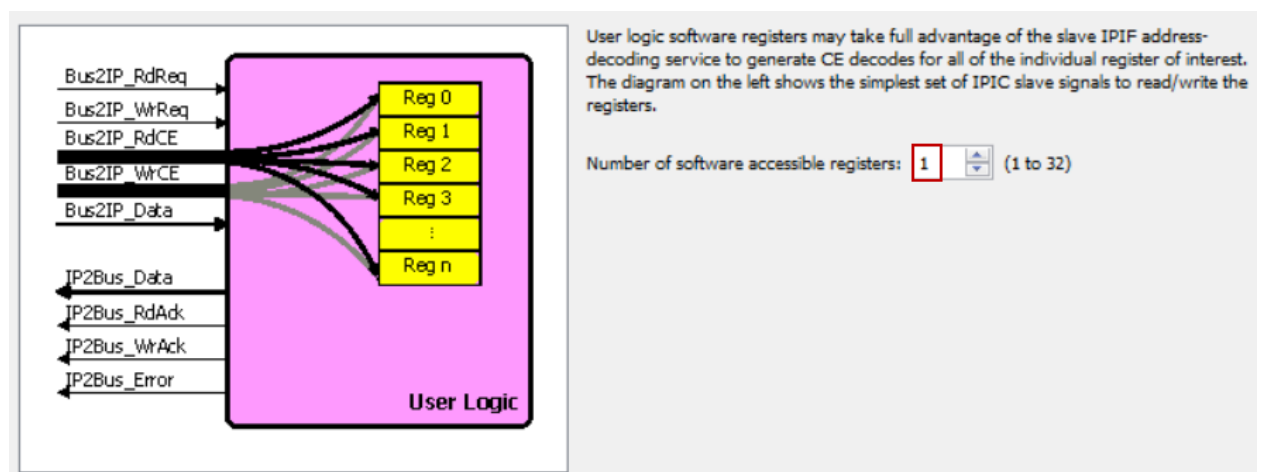 Bus2IP_RdReq
Bus2IP_WrReq
Bus2IP_RdCE
Bus2IP_WrCE
Bus2IP_Data
IP2Bus_Data
IP2Bus_RdAck
IP2Bus_WrAck
IP2Bus_Error
Reg 0
Reg 1
Reg 2
Reg 3
⋮
Reg n
User Logic
User logic software registers may take full advantage of the slave IPIF address-
decoding service to generate CE decodes for all of the individual register of interest.
The diagram on the left shows the simplest set of IPIC slave signals to read/write the
registers.
Number of software accessible registers: 1 (1 to 32)